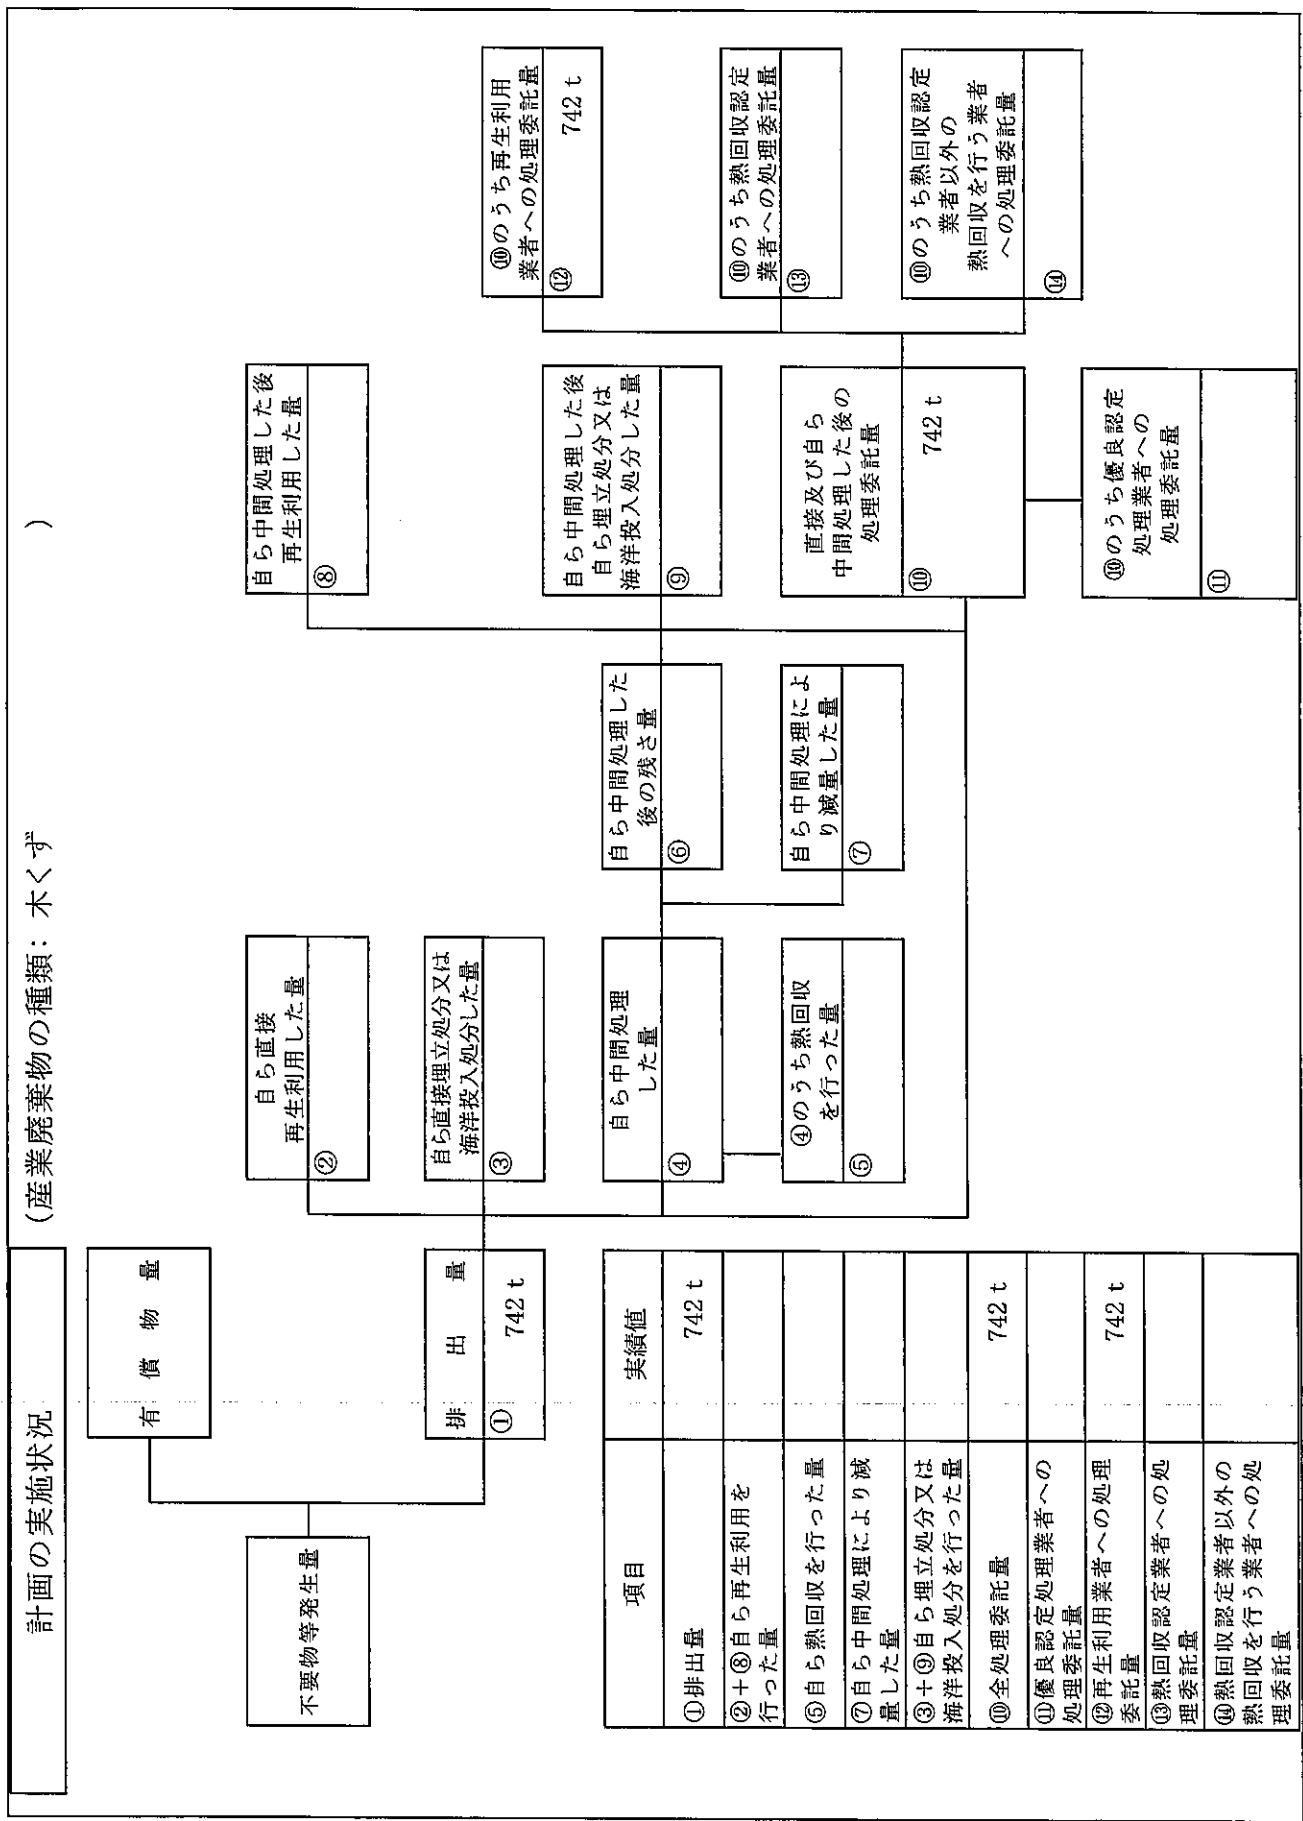 計画の実施状況
(産業廃棄物の種類: 木くず )
不要物等発生量
有償物量
排出量
① 742 t
自ら直接
再生利用した量
②
自ら直接埋立処分又は
海洋投入処分した量
③
自ら中間処理
した量
④
④のうち熱回収
を行った量
⑤
自ら中間処理した
後の残さ量
⑥
自ら中間処理によ
り減量した量
⑦
自ら中間処理した後
再生利用した量
⑧
自ら中間処理した後
自ら埋立処分又は
海洋投入処分した量
⑨
直接及び自ら
中間処理した後の
処理委託量
⑩ 742 t
⑩のうち優良認定
処理業者への
処理委託量
⑪
⑩のうち再生利用
業者への処理委託量
⑫ 742 t
⑩のうち熱回収認定
業者への処理委託量
⑬
⑩のうち熱回収認定
業者以外の
熱回収を行う業者
への処理委託量
⑭
項目 実績値
①排出量 742 t
②+⑧自ら再生利用を
行った量
⑤自ら熱回収を行った量
⑦自ら中間処理により減
量した量
③+⑨自ら埋立処分又は
海洋投入処分を行った量
⑩全処理委託量 742 t
⑪優良認定処理業者への
処理委託量
⑫再生利用業者への処理
委託量 742 t
⑬熱回収認定業者への処
理委託量
⑭熱回収認定業者以外の
熱回収を行う業者への処
理委託量